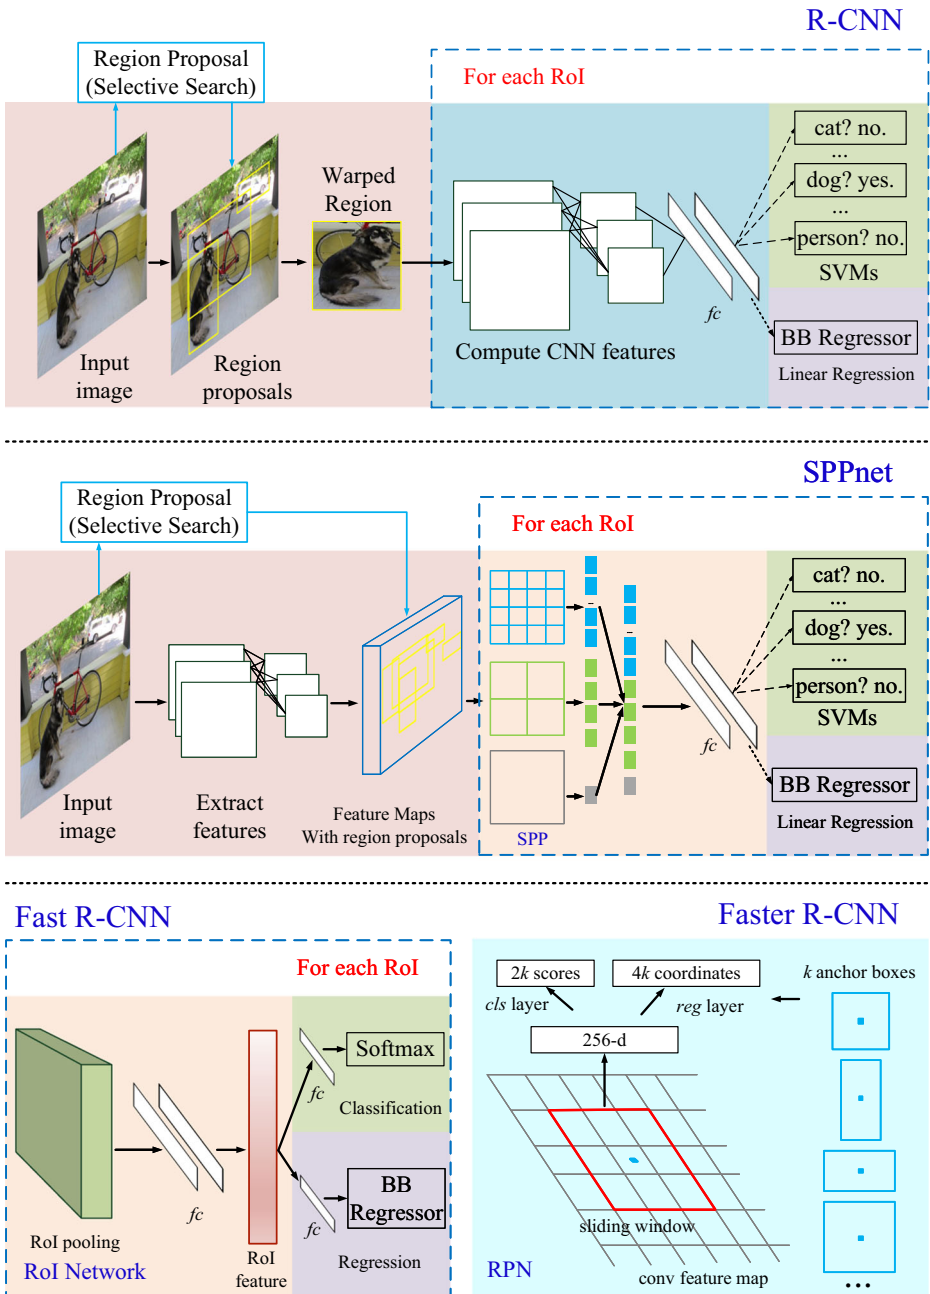 R-CNN
Region Proposal
(Selective Search)
For each RoI
Warped
Region
cat? no.
...
dog? yes.
...
person? no.
SVMs
fc
Compute CNN features
BB Regressor
Linear Regression
Input
image
Region
proposals
SPPnet
Region Proposal
(Selective Search)
For each RoI
cat? no.
...
dog? yes.
...
person? no.
SVMs
fc
BB Regressor
Linear Regression
Input
image
Extract
features
Feature Maps
With region proposals
SPP
Fast R-CNN
For each RoI
Softmax
fc
Classification
BB
Regressor
fc
fc
RoI pooling
RoI Network
RoI
feature
Regression
Faster R-CNN
2k scores
4k coordinates
k anchor boxes
cls layer
reg layer
256-d
sliding window
RPN
conv feature map
...